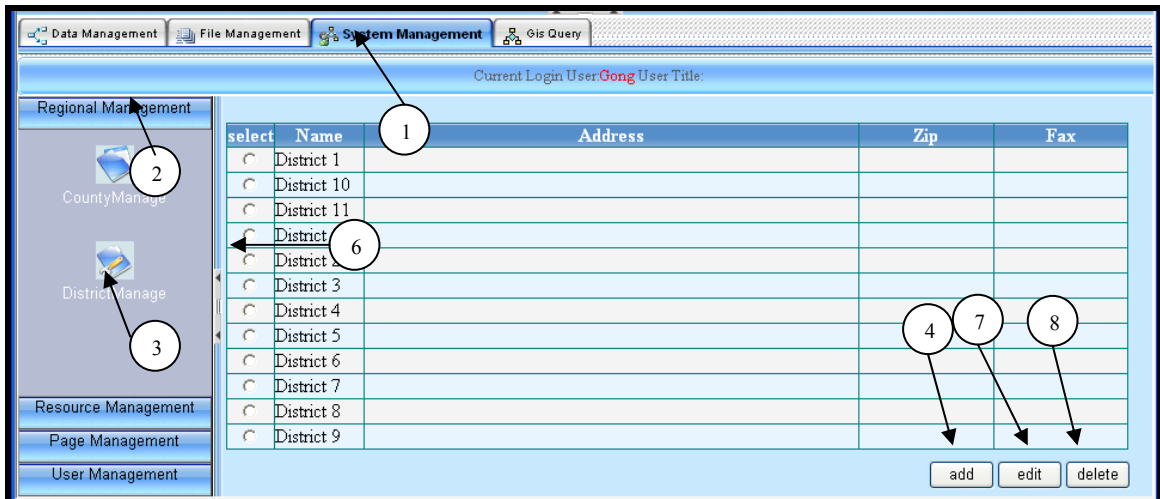 Data Management File Management System Management Gis Query
Current Login User:Gong User Title:
Regional Management
1
2
CountyManage
DistrictManage
3
Resource Management
Page Management
User Management
select Name Address Zip Fax
District 1
District 10
District 11
District
6
District 2
District 3
District 4
District 5
4 7 8
District 6
District 7
District 8
District 9
add edit delete